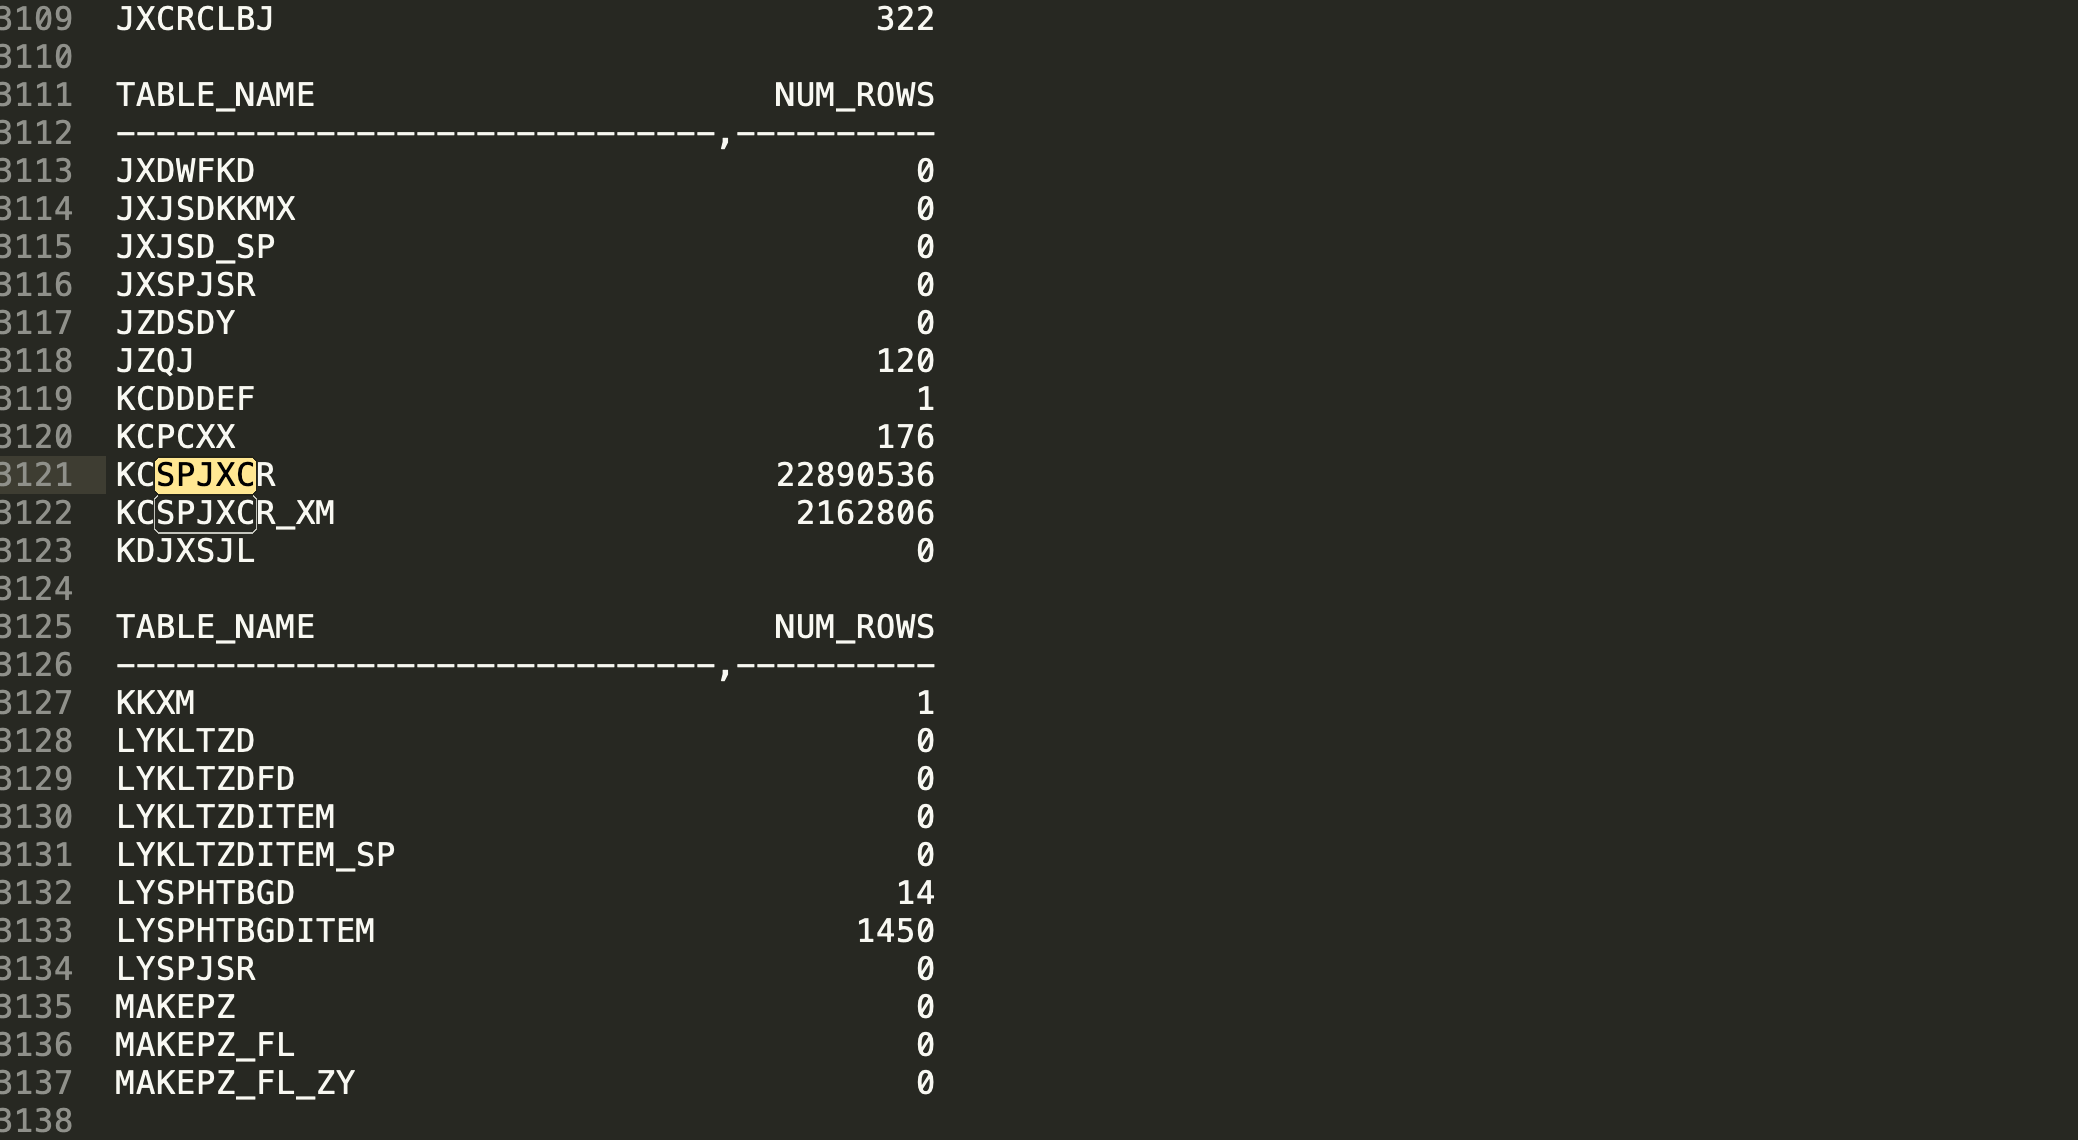 3109 JXCRCLBJ 322
3110
3111 TABLE_NAME NUM_ROWS
3112 ------------------------------,----------
3113 JXDWFKD 0
3114 JXJSDKKMX 0
3115 JXJSD_SP 0
3116 JXSPJSR 0
3117 JZDSDY 0
3118 JZQJ 120
3119 KCDDDEF 1
3120 KCPCXX 176
3121 KCSPJXCR 22890536
3122 KCSPJXCR_XM 2162806
3123 KDJXSJL 0
3124
3125 TABLE_NAME NUM_ROWS
3126 ------------------------------,----------
3127 KKXM 1
3128 LYKLTZD 0
3129 LYKLTZDFD 0
3130 LYKLTZDITEM 0
3131 LYKLTZDITEM_SP 0
3132 LYSPHTBGD 14
3133 LYSPHTBGDITEM 1450
3134 LYSPJSR 0
3135 MAKEPZ 0
3136 MAKEPZ_FL 0
3137 MAKEPZ_FL_ZY 0
3138